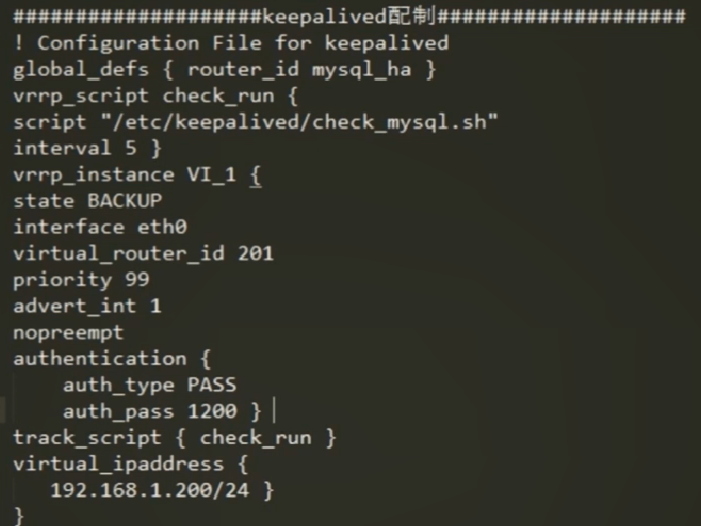 ####################keepalived配制####################
! Configuration File for keepalived
global_defs { router_id mysql_ha }
vrrp_script check_run {
script "/etc/keepalived/check_mysql.sh"
interval 5 }
vrrp_instance VI_1 {
state BACKUP
interface eth0
virtual_router_id 201
priority 99
advert_int 1
nopreempt
authentication {
    auth_type PASS
    auth_pass 1200 }
track_script { check_run }
virtual_ipaddress {
   192.168.1.200/24 }
}